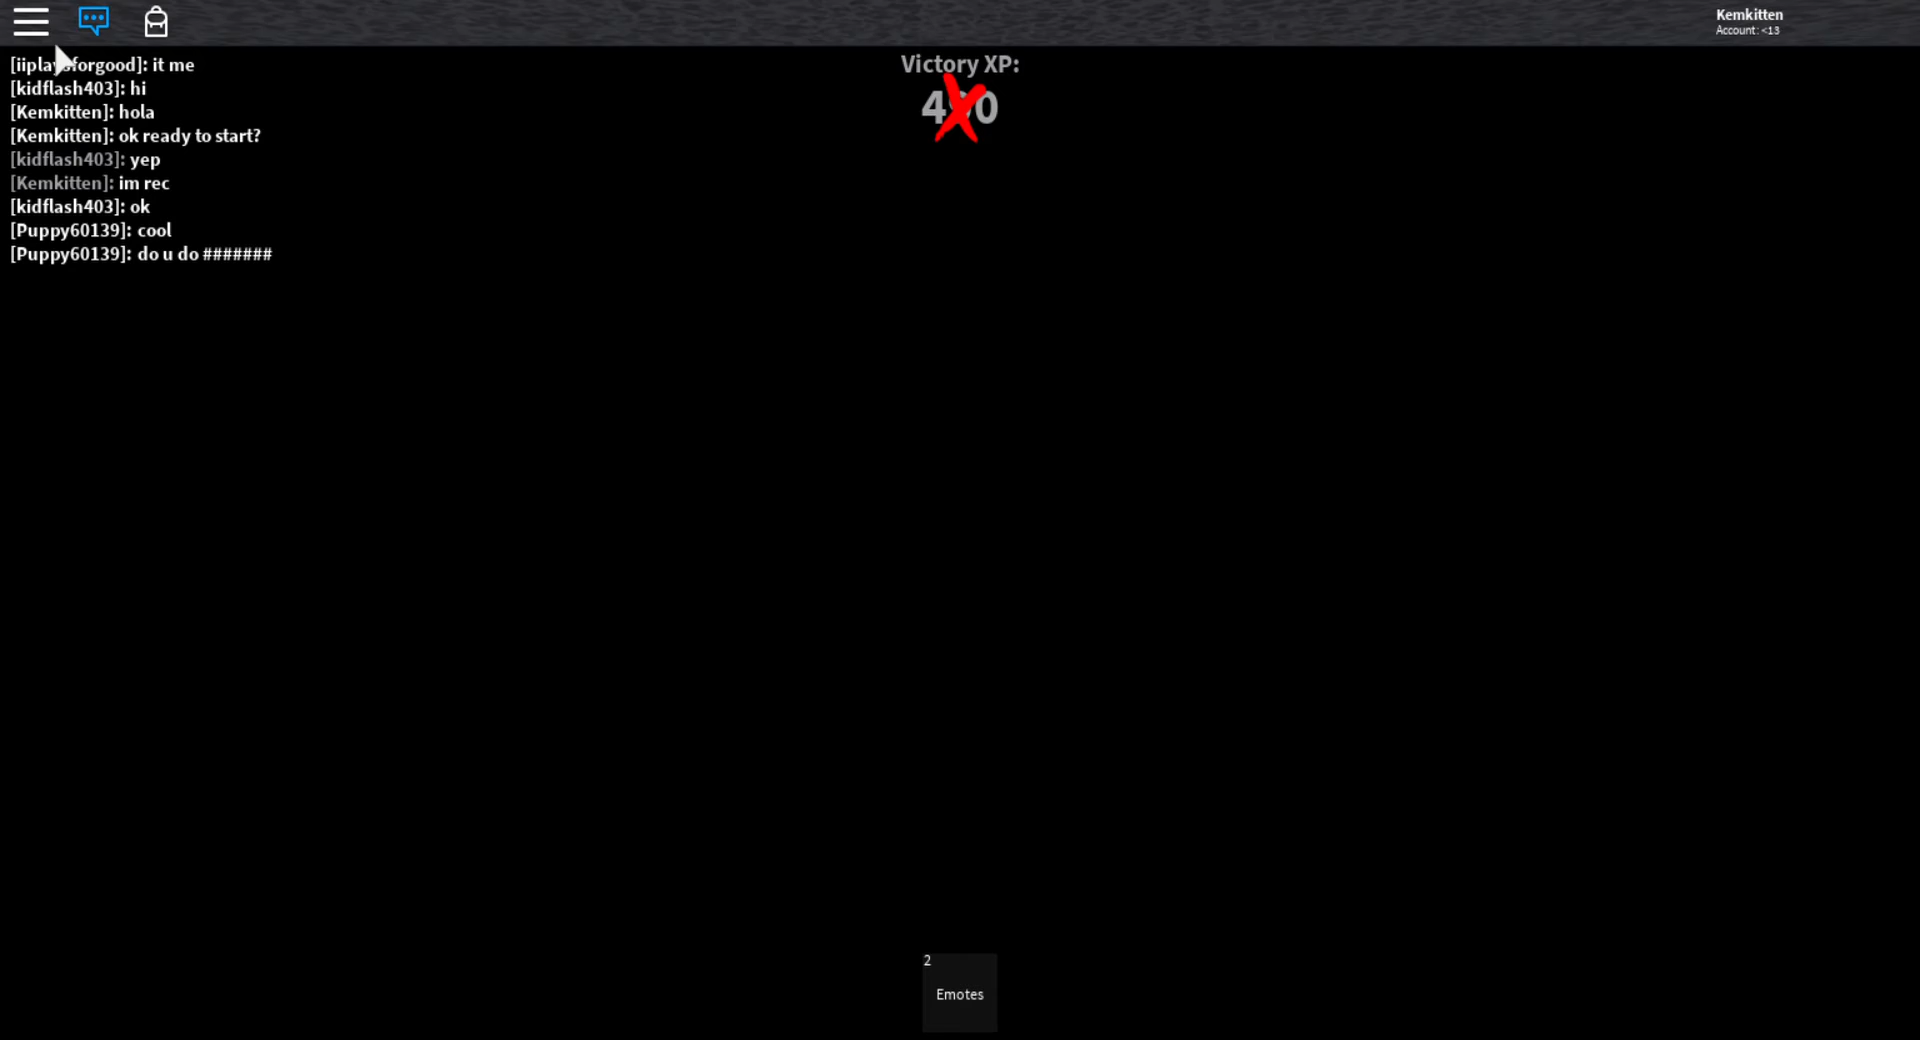 Kemkitten
Account: <13
[iiplaysforgood]: it me
[kidflash403]: hi
[Kemkitten]: hola
[Kemkitten]: ok ready to start?
[kidflash403]: yep
[Kemkitten]: im rec
[kidflash403]: ok
[Puppy60139]: cool
[Puppy60139]: do u do #######
Victory XP:
2
Emotes